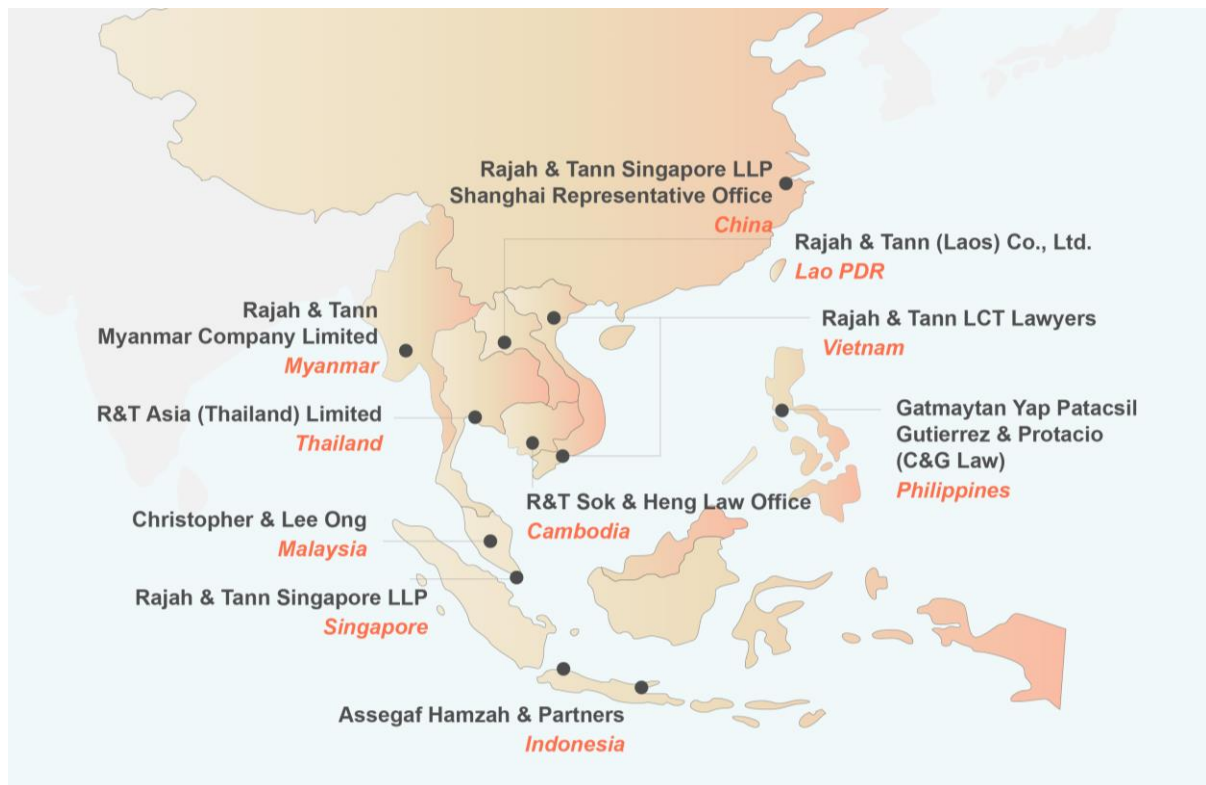 Rajah & Tann Singapore LLP
Shanghai Representative Office
China
Rajah & Tann (Laos) Co., Ltd.
Lao PDR
Rajah & Tann
Myanmar Company Limited
Myanmar
Rajah & Tann LCT Lawyers
Vietnam
R&T Asia (Thailand) Limited
Thailand
Gatmaytan Yap Patacsil
Gutierrez & Protacio
(C&G Law)
Philippines
R&T Sok & Heng Law Office
Cambodia
Christopher & Lee Ong
Malaysia
Rajah & Tann Singapore LLP
Singapore
Assegaf Hamzah & Partners
Indonesia